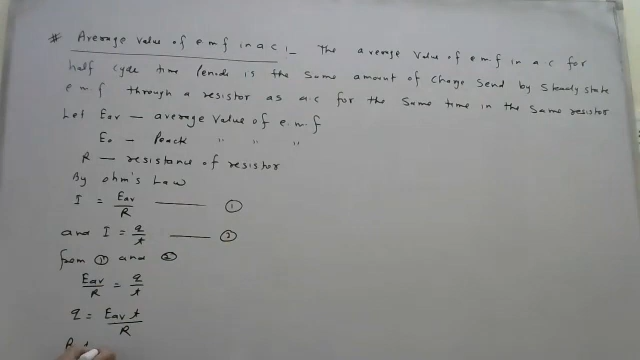 # Average value of e m f in a c :- The average value of e.m.f in a.c for
half cycle time Periode is the same amount of charge send by steady state
e.m.f through a resistor as a.c for the same time in the same resistor
Let Eav — average value of e.m.f
E₀ — Peack " " "
R — resistance of resistor
By ohm's Law
I = Eav/R ——— ①
and I = q/t ——— ②
from ① and ②
Eav/R = q/t
q = Eav t/R